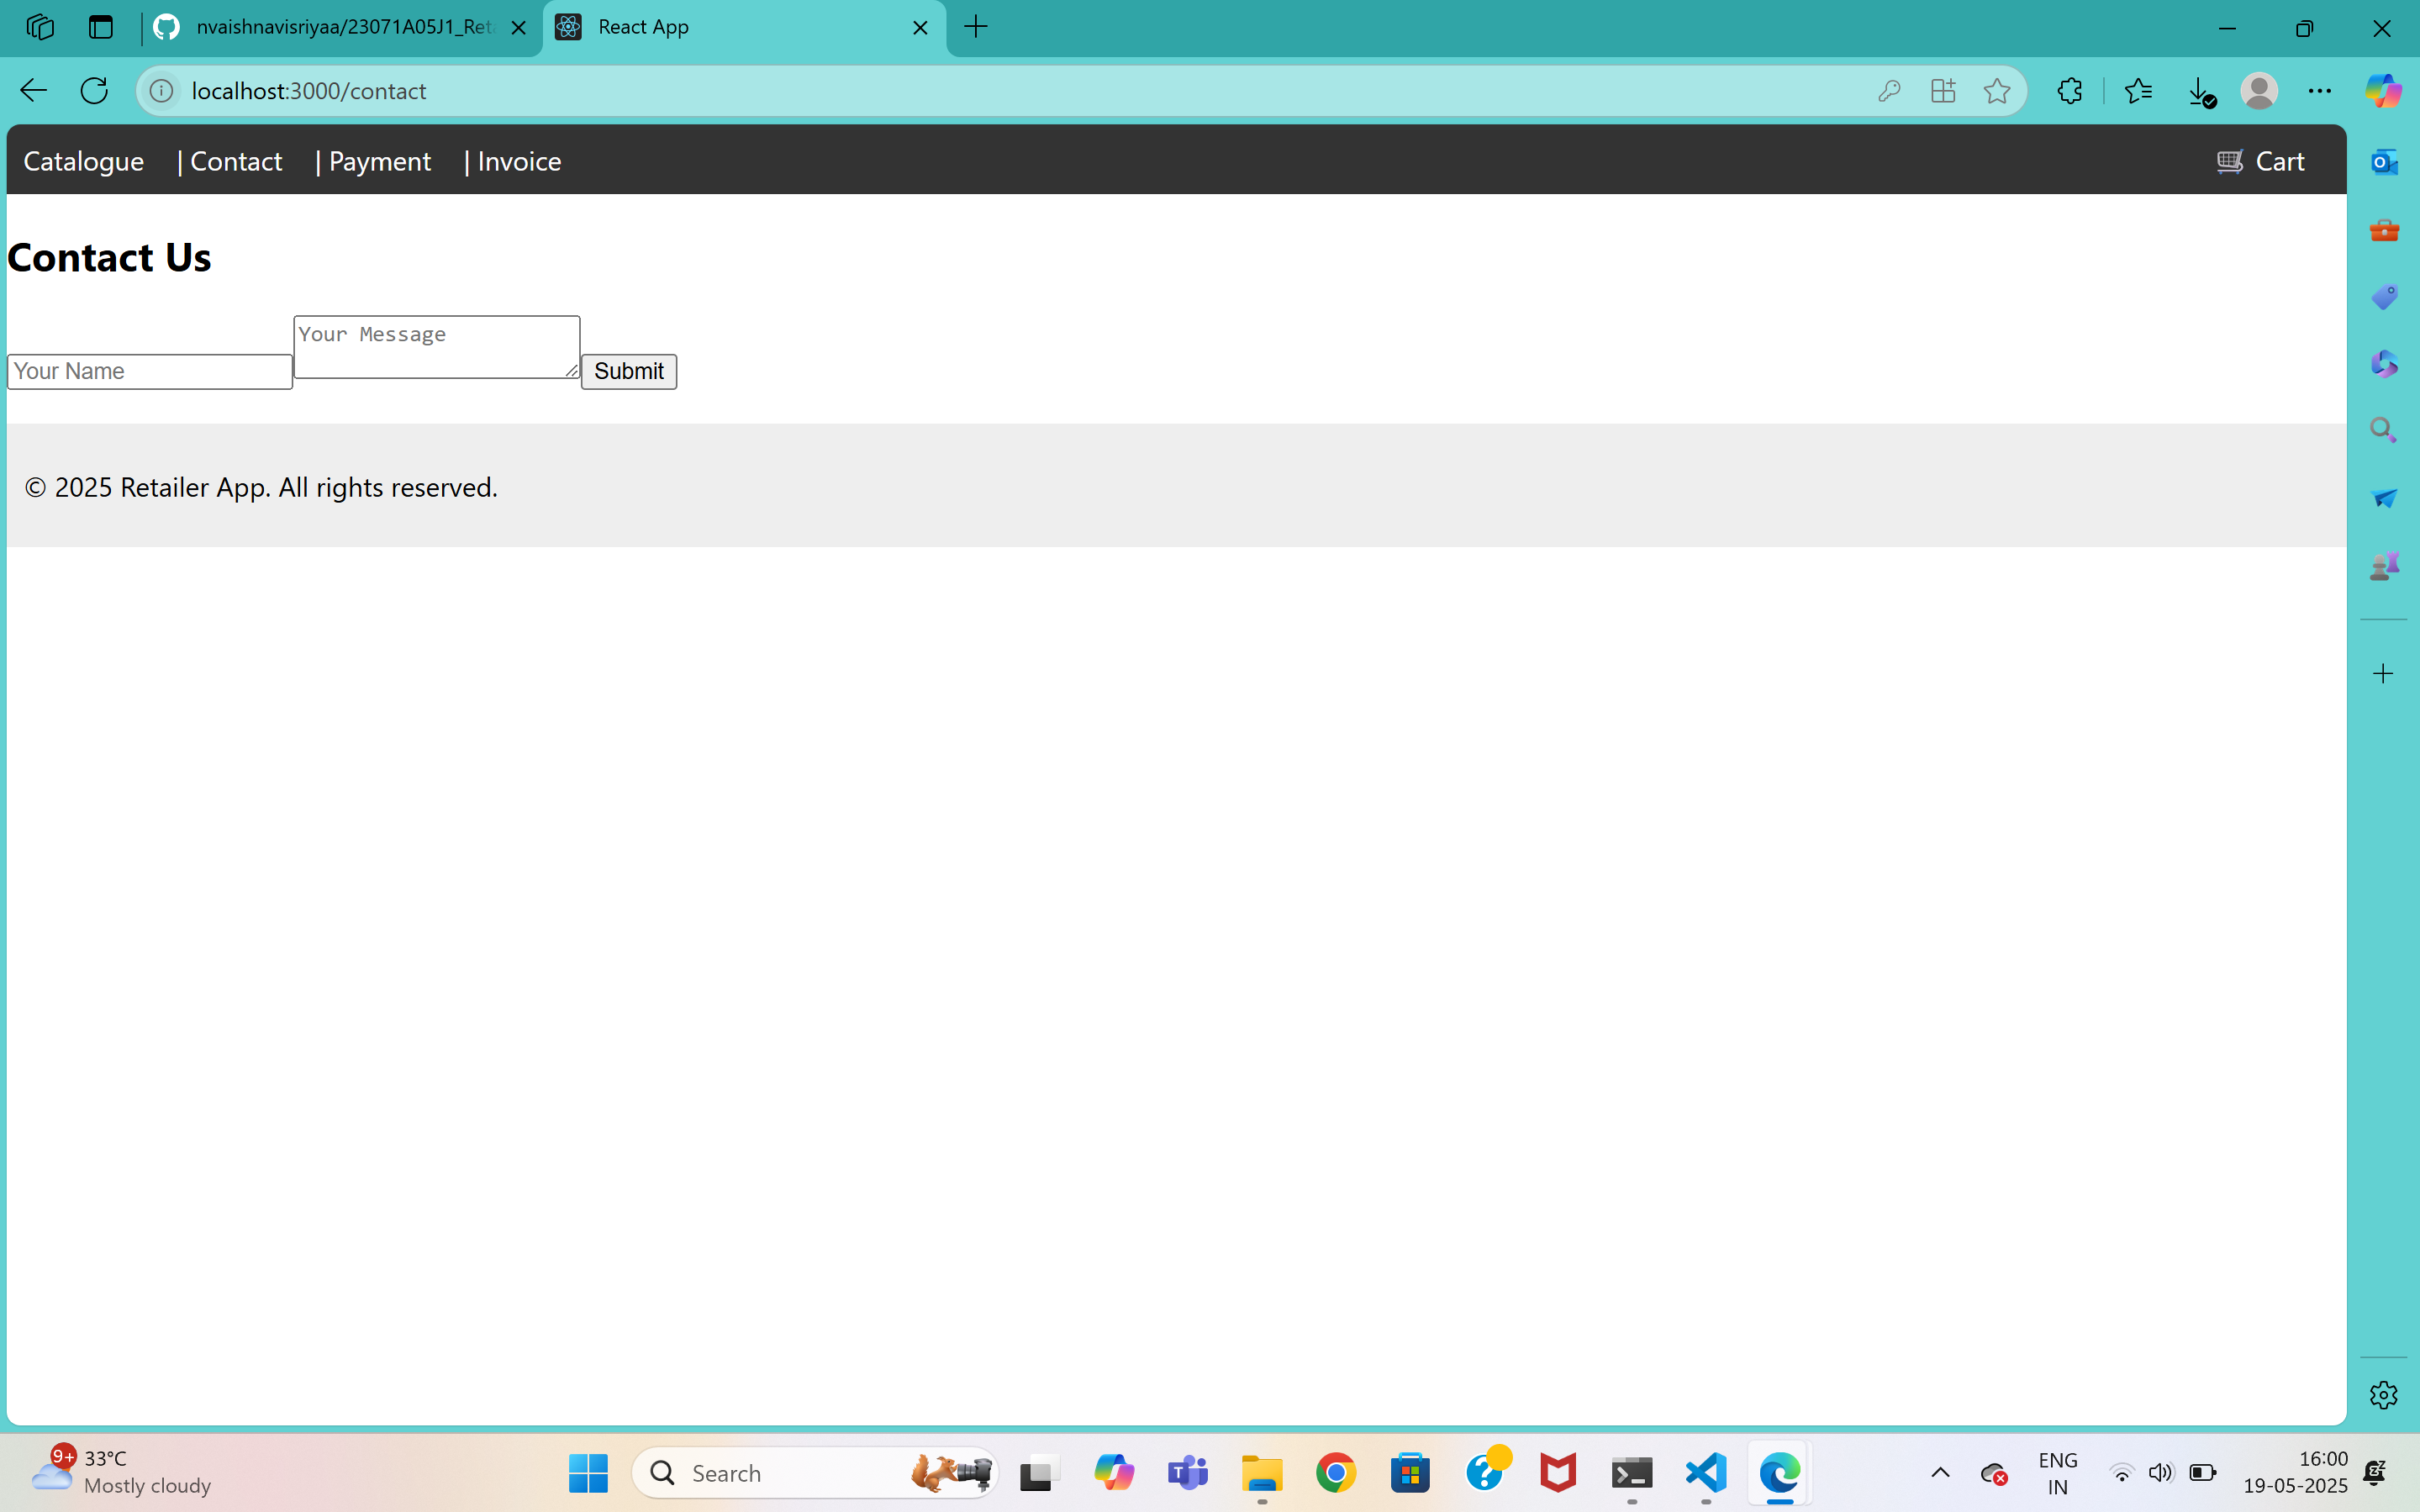 nvaishnavisriyaa/23071A05J1_Ret
React App
localhost:3000/contact
Catalogue | Contact | Payment | Invoice Cart
Contact Us
Your Message
Your Name
Submit
© 2025 Retailer App. All rights reserved.
9+
33°C
Mostly cloudy
Search
ENG
IN
16:00
19-05-2025